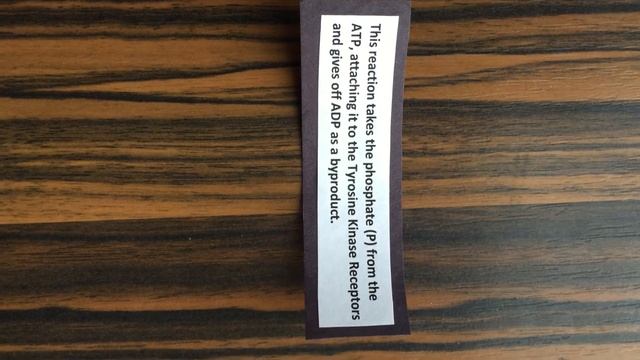 This reaction takes the phosphate (P) from the
ATP, attaching it to the Tyrosine Kinase Receptors
and gives off ADP as a byproduct.